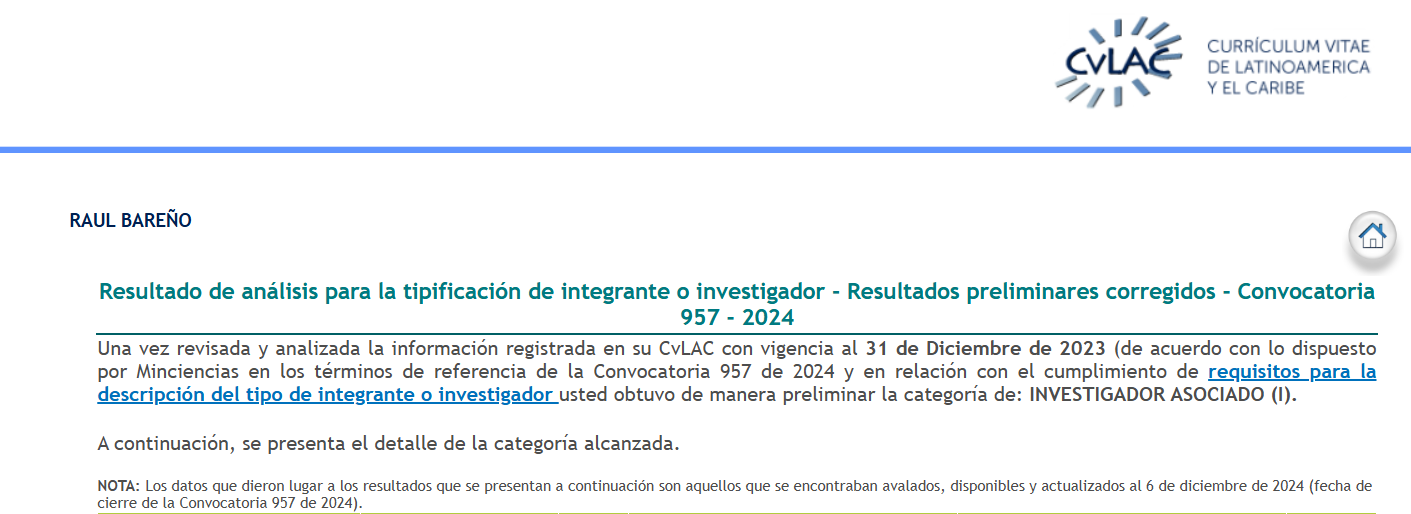 CvLAC
CURRÍCULUM VITAE
DE LATINOAMERICA
Y EL CARIBE
RAUL BAREÑO
Resultado de análisis para la tipificación de integrante o investigador - Resultados preliminares corregidos - Convocatoria
957 - 2024
Una vez revisada y analizada la información registrada en su CvLAC con vigencia al 31 de Diciembre de 2023 (de acuerdo con lo dispuesto
por Minciencias en los términos de referencia de la Convocatoria 957 de 2024 y en relación con el cumplimiento de requisitos para la
descripción del tipo de integrante o investigador usted obtuvo de manera preliminar la categoría de: INVESTIGADOR ASOCIADO (I).
A continuación, se presenta el detalle de la categoría alcanzada.
NOTA: Los datos que dieron lugar a los resultados que se presentan a continuación son aquellos que se encontraban avalados, disponibles y actualizados al 6 de diciembre de 2024 (fecha de
cierre de la Convocatoria 957 de 2024).